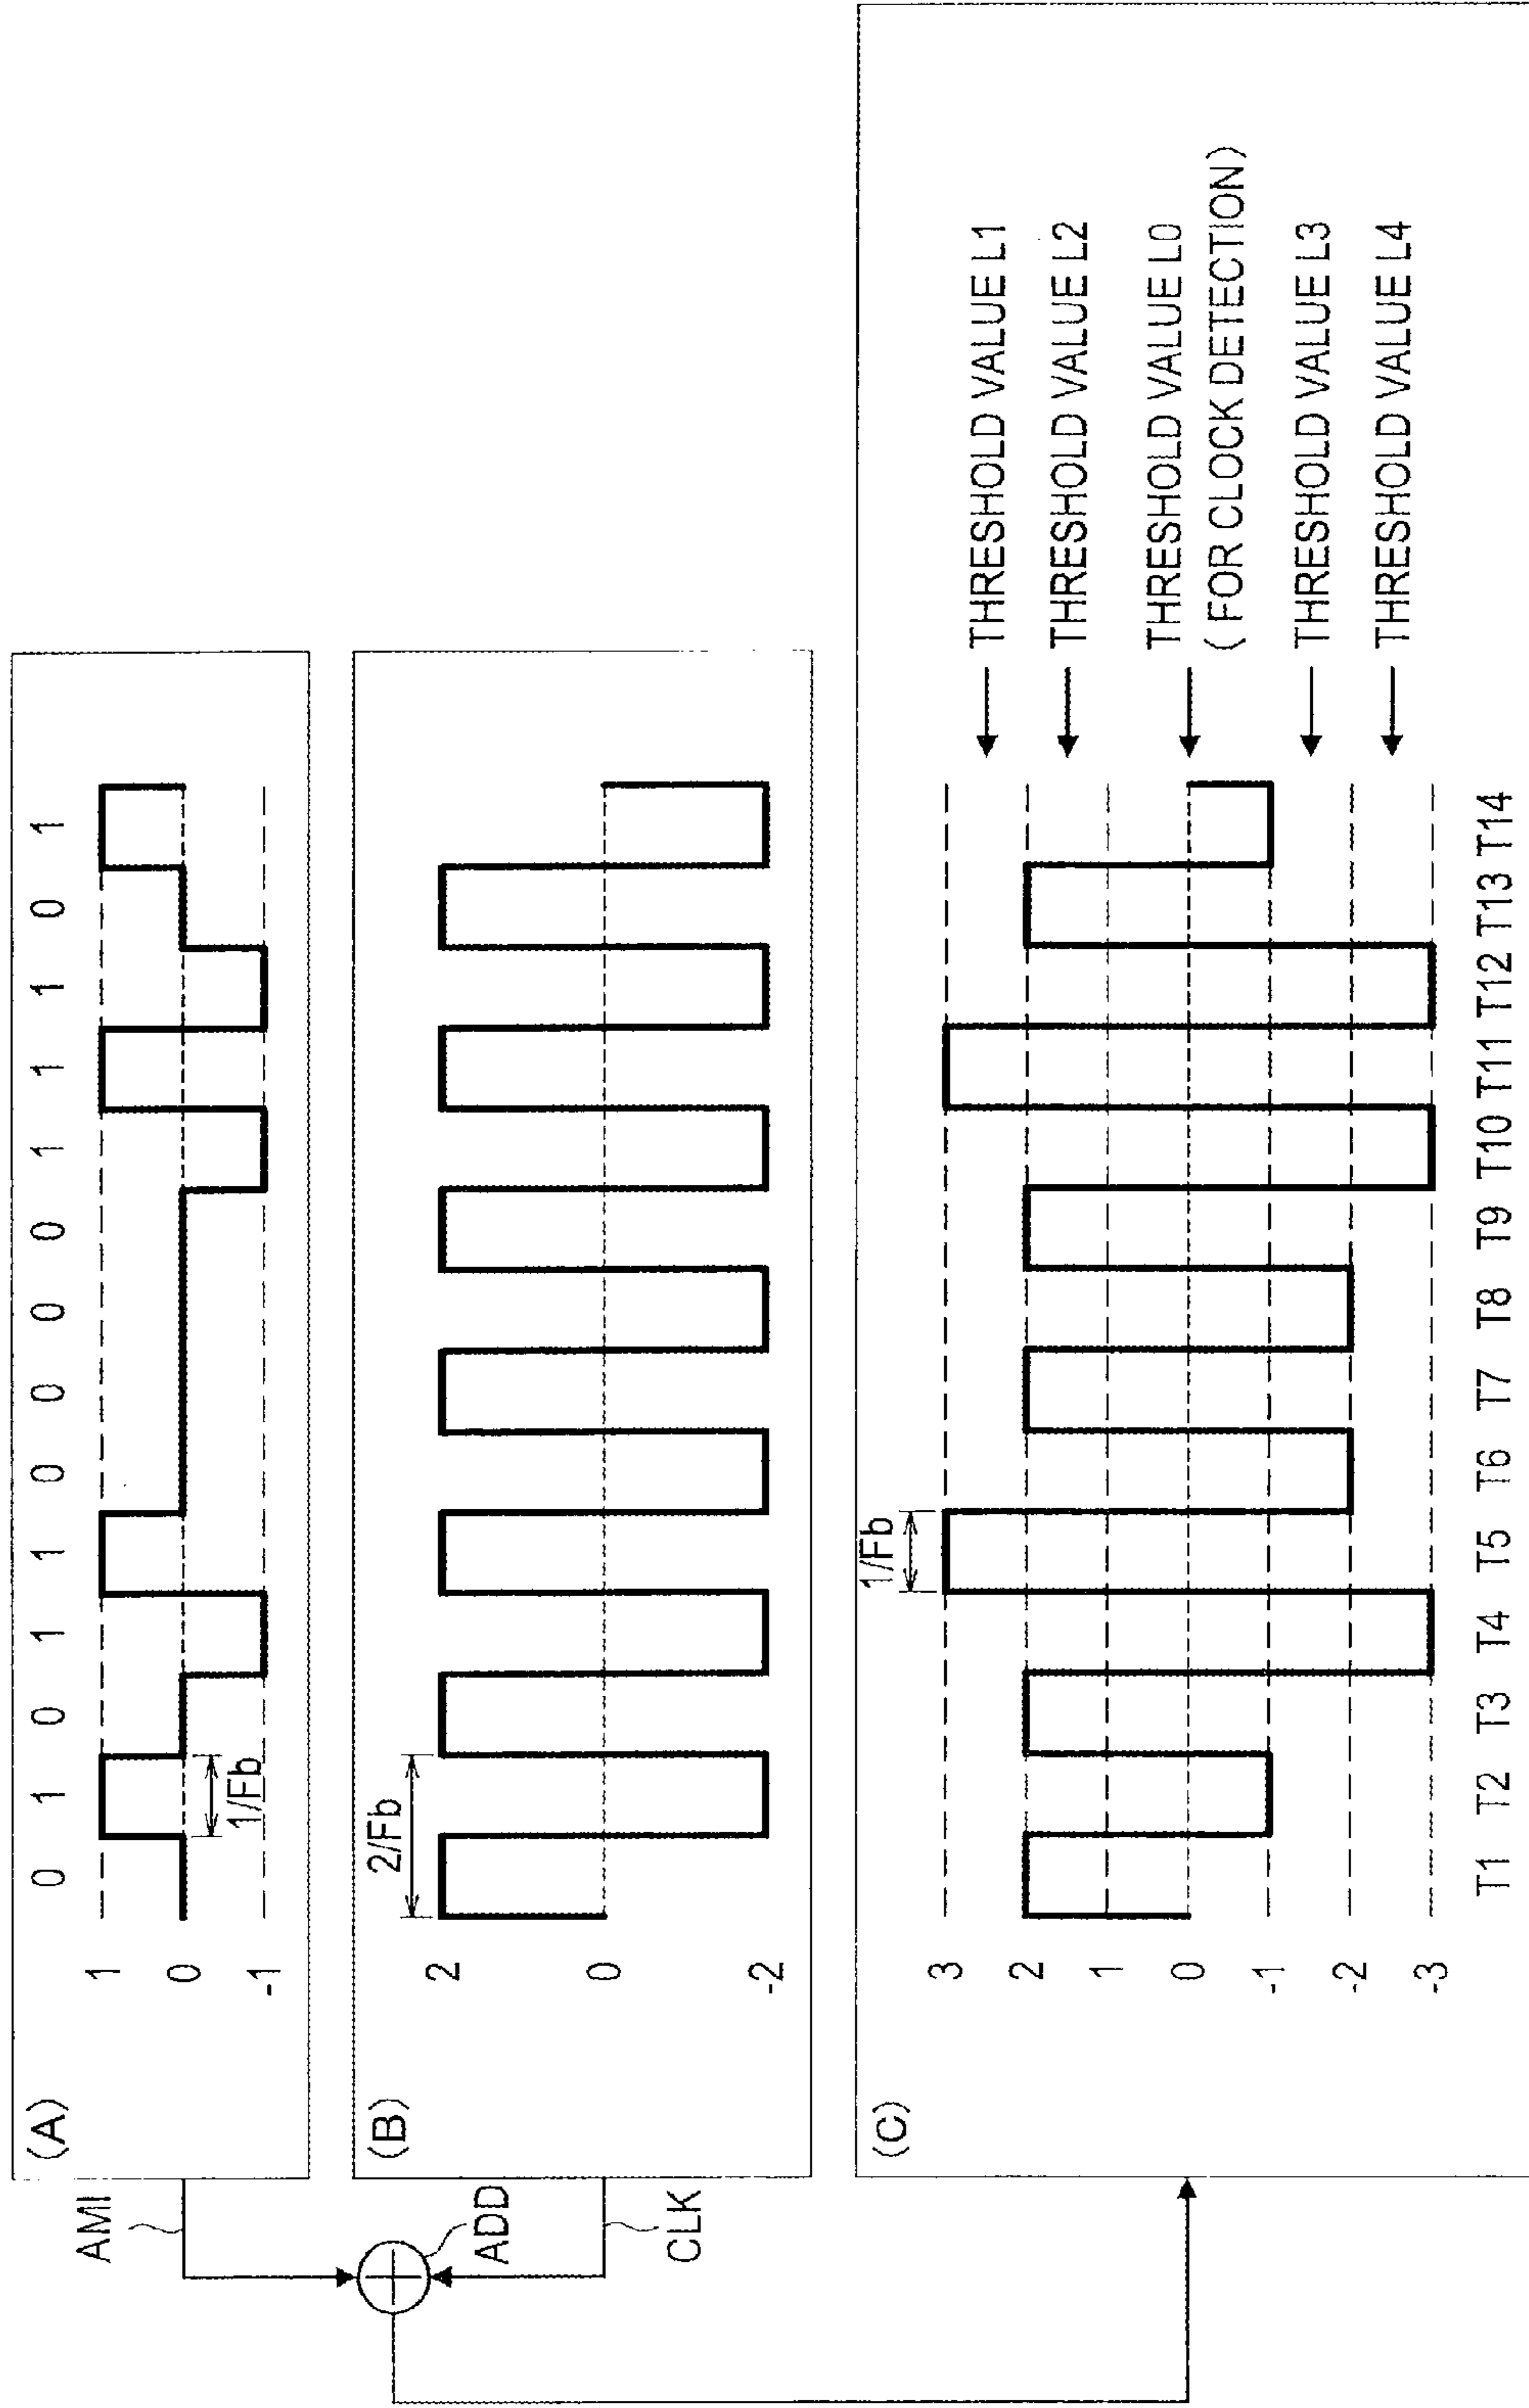 AMI
ADD
CLK
(A)
0 1 0 1 1 0 0 0 0 1 1 1 0 1
1
0
-1
1/Fb
(B)
2
0
-2
2/Fb
(C)
3
2
1
0
-1
-2
-3
1/Fb
THRESHOLD VALUE L1
THRESHOLD VALUE L2
THRESHOLD VALUE L0
( FOR CLOCK DETECTION)
THRESHOLD VALUE L3
THRESHOLD VALUE L4
T1 T2 T3 T4 T5 T6 T7 T8 T9 T10 T11 T12 T13 T14